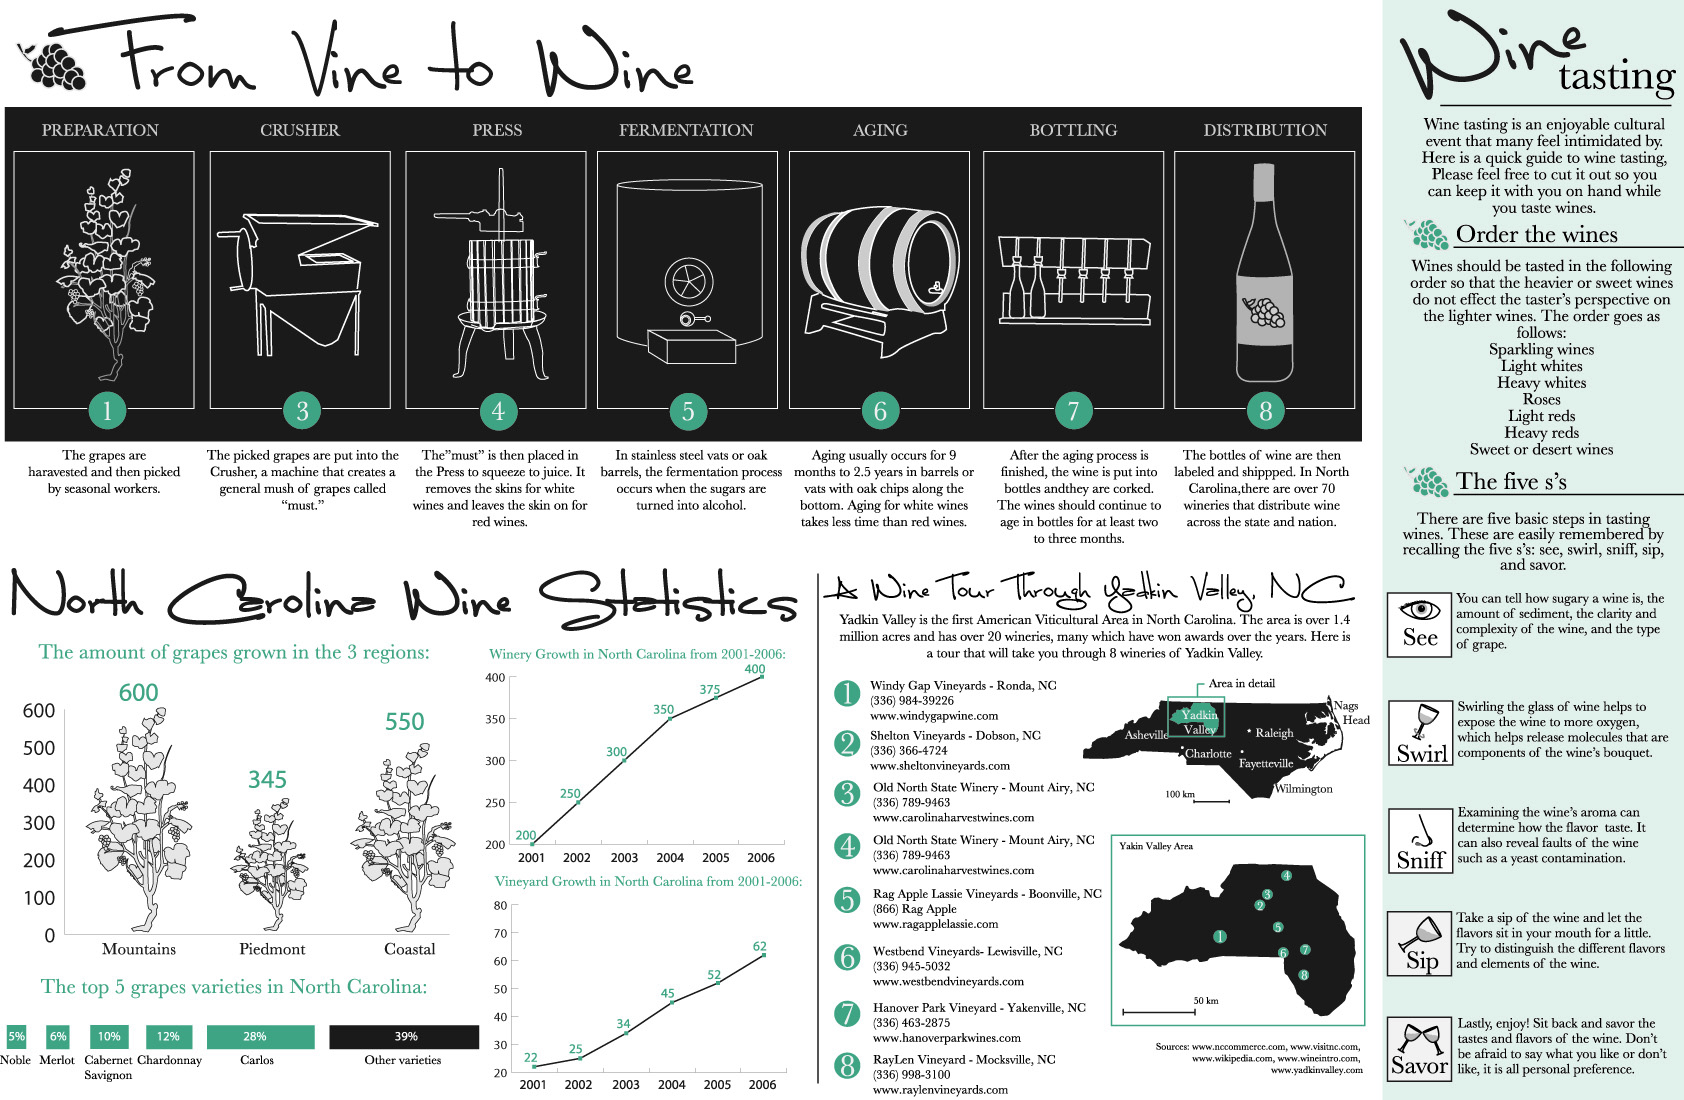 From Vine to Wine
PREPARATION
CRUSHER
PRESS
FERMENTATION
AGING
BOTTLING
DISTRIBUTION
1
3
4
5
6
7
8
The grapes are
haravested and then picked
by seasonal workers.
The picked grapes are put into the
Crusher, a machine that creates a
general mush of grapes called
“must.”
The”must” is then placed in
the Press to squeeze to juice. It
removes the skins for white
wines and leaves the skin on for
red wines.
In stainless steel vats or oak
barrels, the fermentation process
occurs when the sugars are
turned into alcohol.
Aging usually occurs for 9
months to 2.5 years in barrels or
vats with oak chips along the
bottom. Aging for white wines
takes less time than red wines.
After the aging process is
finished, the wine is put into
bottles andthey are corked.
The wines should continue to
age in bottles for at least two
to three months.
The bottles of wine are then
labeled and shippped. In North
Carolina,there are over 70
wineries that distribute wine
across the state and nation.
North Carolina Wine Statistics
The amount of grapes grown in the 3 regions:
600
500
400
300
200
100
0
600
345
550
Mountains
Piedmont
Coastal
The top 5 grapes varieties in North Carolina:
5%
6%
10%
12%
28%
39%
Noble
Merlot
Cabernet
Savignon
Chardonnay
Carlos
Other varieties
Winery Growth in North Carolina from 2001-2006:
400
350
300
250
200
200
250
300
350
375
400
2001
2002
2003
2004
2005
2006
Vineyard Growth in North Carolina from 2001-2006:
80
70
60
50
40
30
20
22
25
34
45
52
62
2001
2002
2003
2004
2005
2006
A Wine Tour Through Yadkin Valley, NC
Yadkin Valley is the first American Viticultural Area in North Carolina. The area is over 1.4
million acres and has over 20 wineries, many which have won awards over the years. Here is
a tour that will take you through 8 wineries of Yadkin Valley.
1
Windy Gap Vineyards - Ronda, NC
(336) 984-39226
www.windygapwine.com
2
Shelton Vineyards - Dobson, NC
(336) 366-4724
www.sheltonvineyards.com
3
Old North State Winery - Mount Airy, NC
(336) 789-9463
www.carolinaharvestwines.com
4
Old North State Winery - Mount Airy, NC
(336) 789-9463
www.carolinaharvestwines.com
5
Rag Apple Lassie Vineyards - Boonville, NC
(866) Rag Apple
www.ragapplelassie.com
6
Westbend Vineyards- Lewisville, NC
(336) 945-5032
www.westbendvineyards.com
7
Hanover Park Vineyard - Yakenville, NC
(336) 463-2875
www.hanoverparkwines.com
8
RayLen Vineyard - Mocksville, NC
(336) 998-3100
www.raylenvineyards.com
Area in detail
Yadkin
Valley
Asheville
Charlotte
Raleigh
Fayetteville
Wilmington
Nags
Head
100 km
Yakin Valley Area
4
3
2
5
1
6
7
8
50 km
Sources: www.nccommerce.com, www.visitnc.com,
www.wikipedia.com, www.wineintro.com,
www.yadkinvalley.com
Wine
tasting
Wine tasting is an enjoyable cultural
event that many feel intimidated by.
Here is a quick guide to wine tasting,
Please feel free to cut it out so you
can keep it with you on hand while
you taste wines.
Order the wines
Wines should be tasted in the following
order so that the heavier or sweet wines
do not effect the taster’s perspective on
the lighter wines. The order goes as
follows:
Sparkling wines
Light whites
Heavy whites
Roses
Light reds
Heavy reds
Sweet or desert wines
The five s’s
There are five basic steps in tasting
wines. These are easily remembered by
recalling the five s’s: see, swirl, sniff, sip,
and savor.
See
You can tell how sugary a wine is, the
amount of sediment, the clarity and
complexity of the wine, and the type
of grape.
Swirl
Swirling the glass of wine helps to
expose the wine to more oxygen,
which helps release molecules that are
components of the wine’s bouquet.
Sniff
Examining the wine’s aroma can
determine how the flavor taste. It
can also reveal faults of the wine
such as a yeast contamination.
Sip
Take a sip of the wine and let the
flavors sit in your mouth for a little.
Try to distinguish the different flavors
and elements of the wine.
Savor
Lastly, enjoy! Sit back and savor the
tastes and flavors of the wine. Don’t
be afraid to say what you like or don’t
like, it is all personal preference.